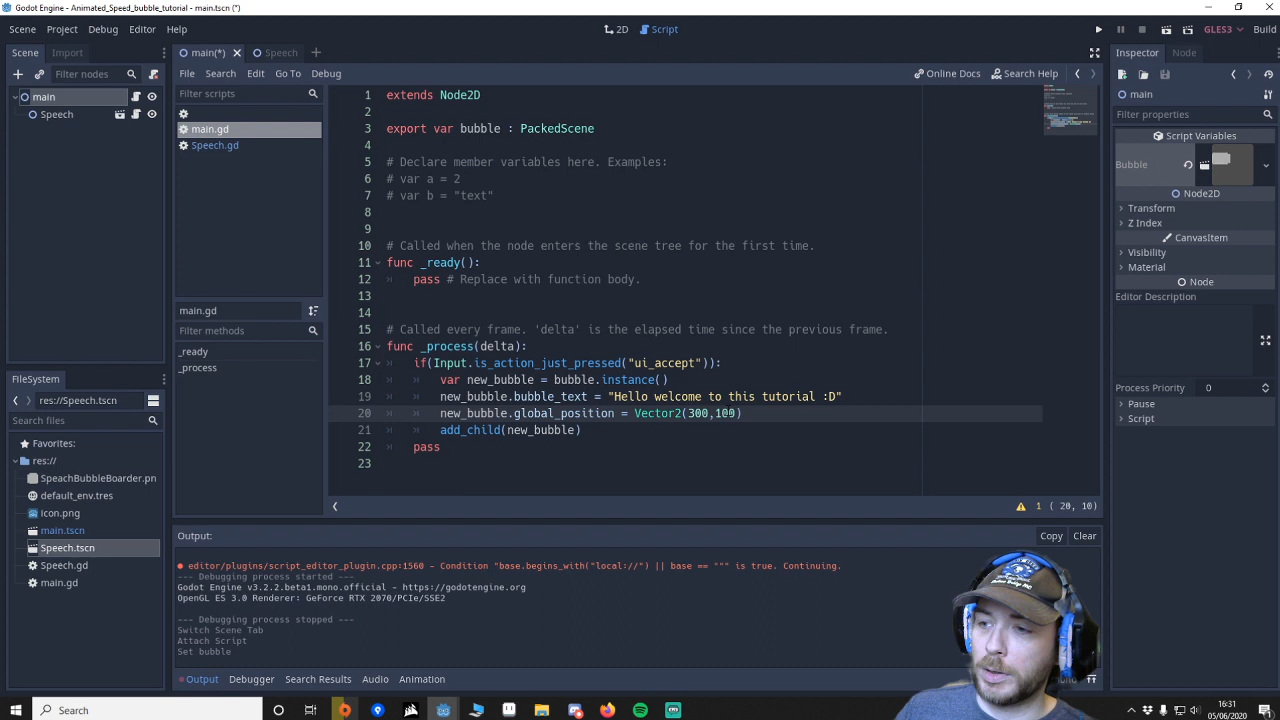 Godot Engine - Animated_Speed_bubble_tutorial - main.tscn (*)
Scene Project Debug Editor Help
2D Script
GLES3 Build
Scene Import
Filter nodes
main
Speech
main(*) Speech
File Search Edit Go To Debug
Online Docs Search Help
Filter scripts
main.gd
Speech.gd
main.gd
Filter methods
_ready
_process
1 extends Node2D
2
3 export var bubble : PackedScene
4
5 # Declare member variables here. Examples:
6 # var a = 2
7 # var b = "text"
8
9
10 # Called when the node enters the scene tree for the first time.
11 func _ready():
12 pass # Replace with function body.
13
14
15 # Called every frame. 'delta' is the elapsed time since the previous frame.
16 func _process(delta):
17 if(Input.is_action_just_pressed("ui_accept")):
18 var new_bubble = bubble.instance()
19 new_bubble.bubble_text = "Hello welcome to this tutorial :D"
20 new_bubble.global_position = Vector2(300,100)
21 add_child(new_bubble)
22 pass
23
1 ( 20, 10)
FileSystem
res://Speech.tscn
Search files
Favorites:
res://
SpeachBubbleBoarder.pn
default_env.tres
icon.png
main.tscn
Speech.tscn
Speech.gd
main.gd
Output:
Copy Clear
editor/plugins/script_editor_plugin.cpp:1560 - Condition "base.begins_with("local://") || base == """ is true. Continuing.
--- Debugging process started ---
Godot Engine v3.2.2.beta1.mono.official - https://godotengine.org
OpenGL ES 3.0 Renderer: GeForce RTX 2070/PCIe/SSE2
--- Debugging process stopped ---
Switch Scene Tab
Attach Script
Set bubble
Output Debugger Search Results Audio Animation
Inspector Node
main
Filter properties
Script Variables
Bubble
Node2D
Transform
Z Index
CanvasItem
Visibility
Material
Node
Editor Description
Process Priority 0
Pause
Script
Search
16:31
05/06/2020